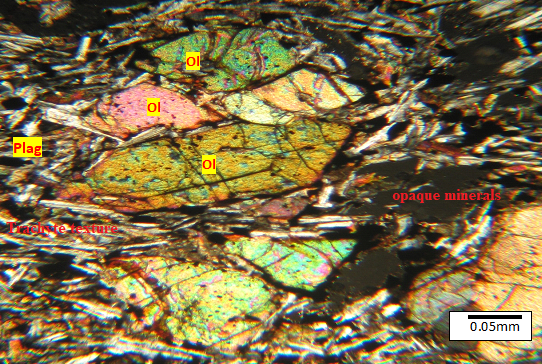 Ol
Ol
Plag
Ol
opaque minerals
Trachyte texture
0.05mm